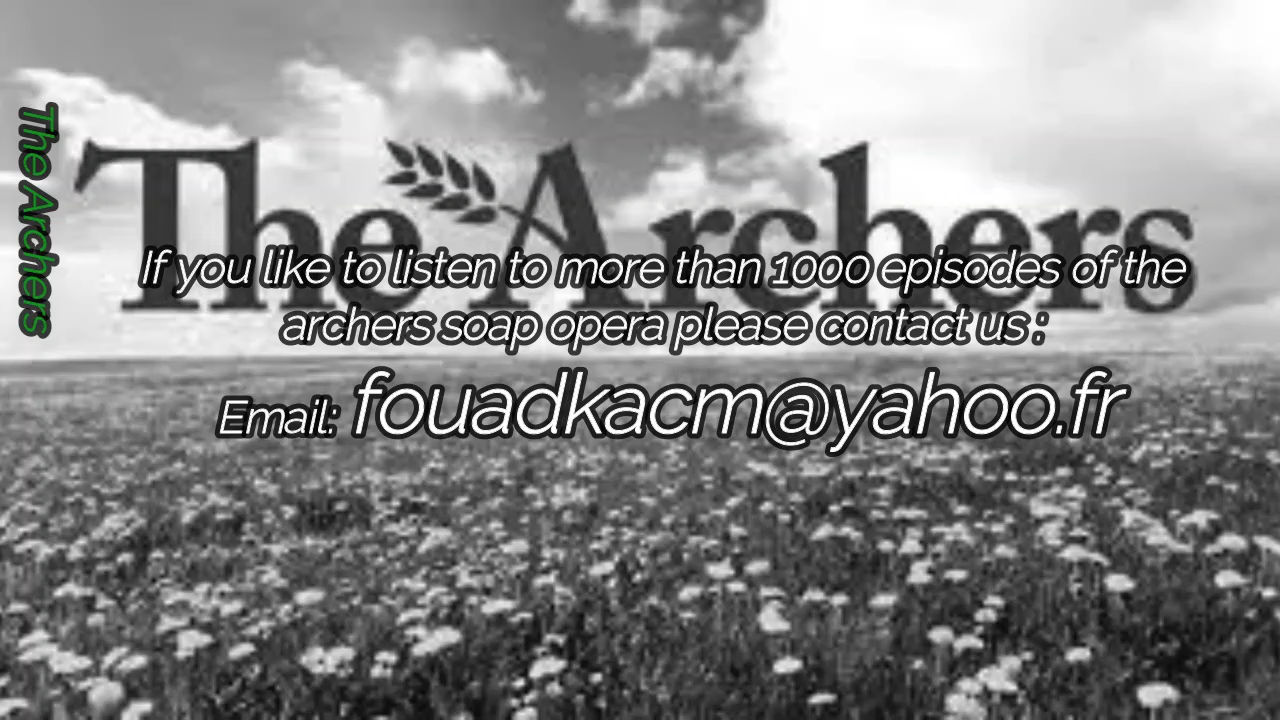 The Archers
The Archers
If you like to listen to more than 1000 episodes of the
archers soap opera please contact us :
Email: fouadkacm@yahoo.fr